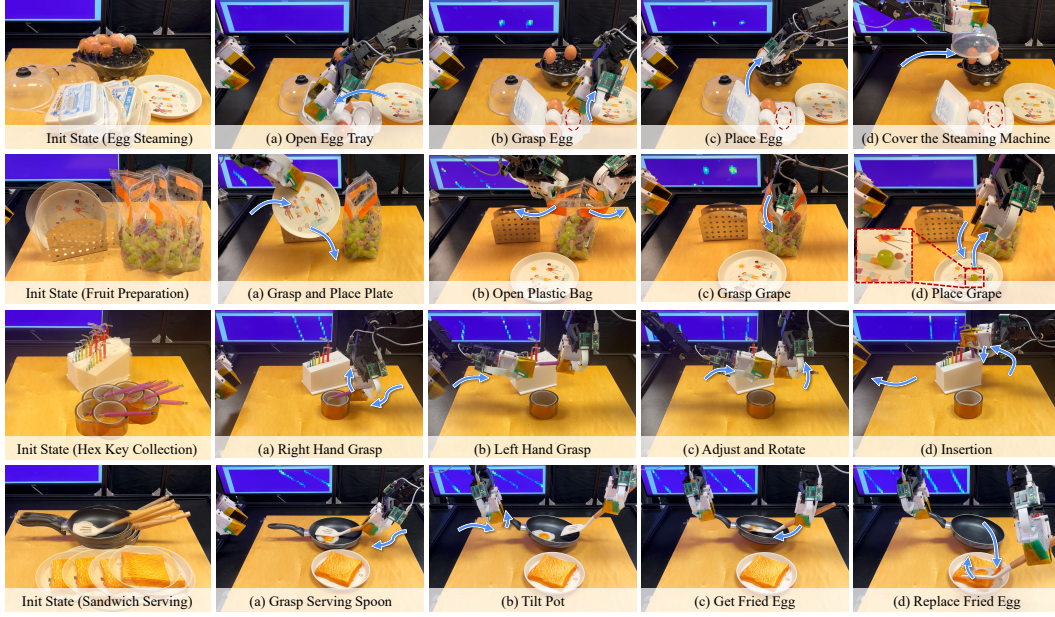 Init State (Egg Steaming)
(a) Open Egg Tray
(b) Grasp Egg
(c) Place Egg
(d) Cover the Steaming Machine
Init State (Fruit Preparation)
(a) Grasp and Place Plate
(b) Open Plastic Bag
(c) Grasp Grape
(d) Place Grape
Init State (Hex Key Collection)
(a) Right Hand Grasp
(b) Left Hand Grasp
(c) Adjust and Rotate
(d) Insertion
Init State (Sandwich Serving)
(a) Grasp Serving Spoon
(b) Tilt Pot
(c) Get Fried Egg
(d) Replace Fried Egg